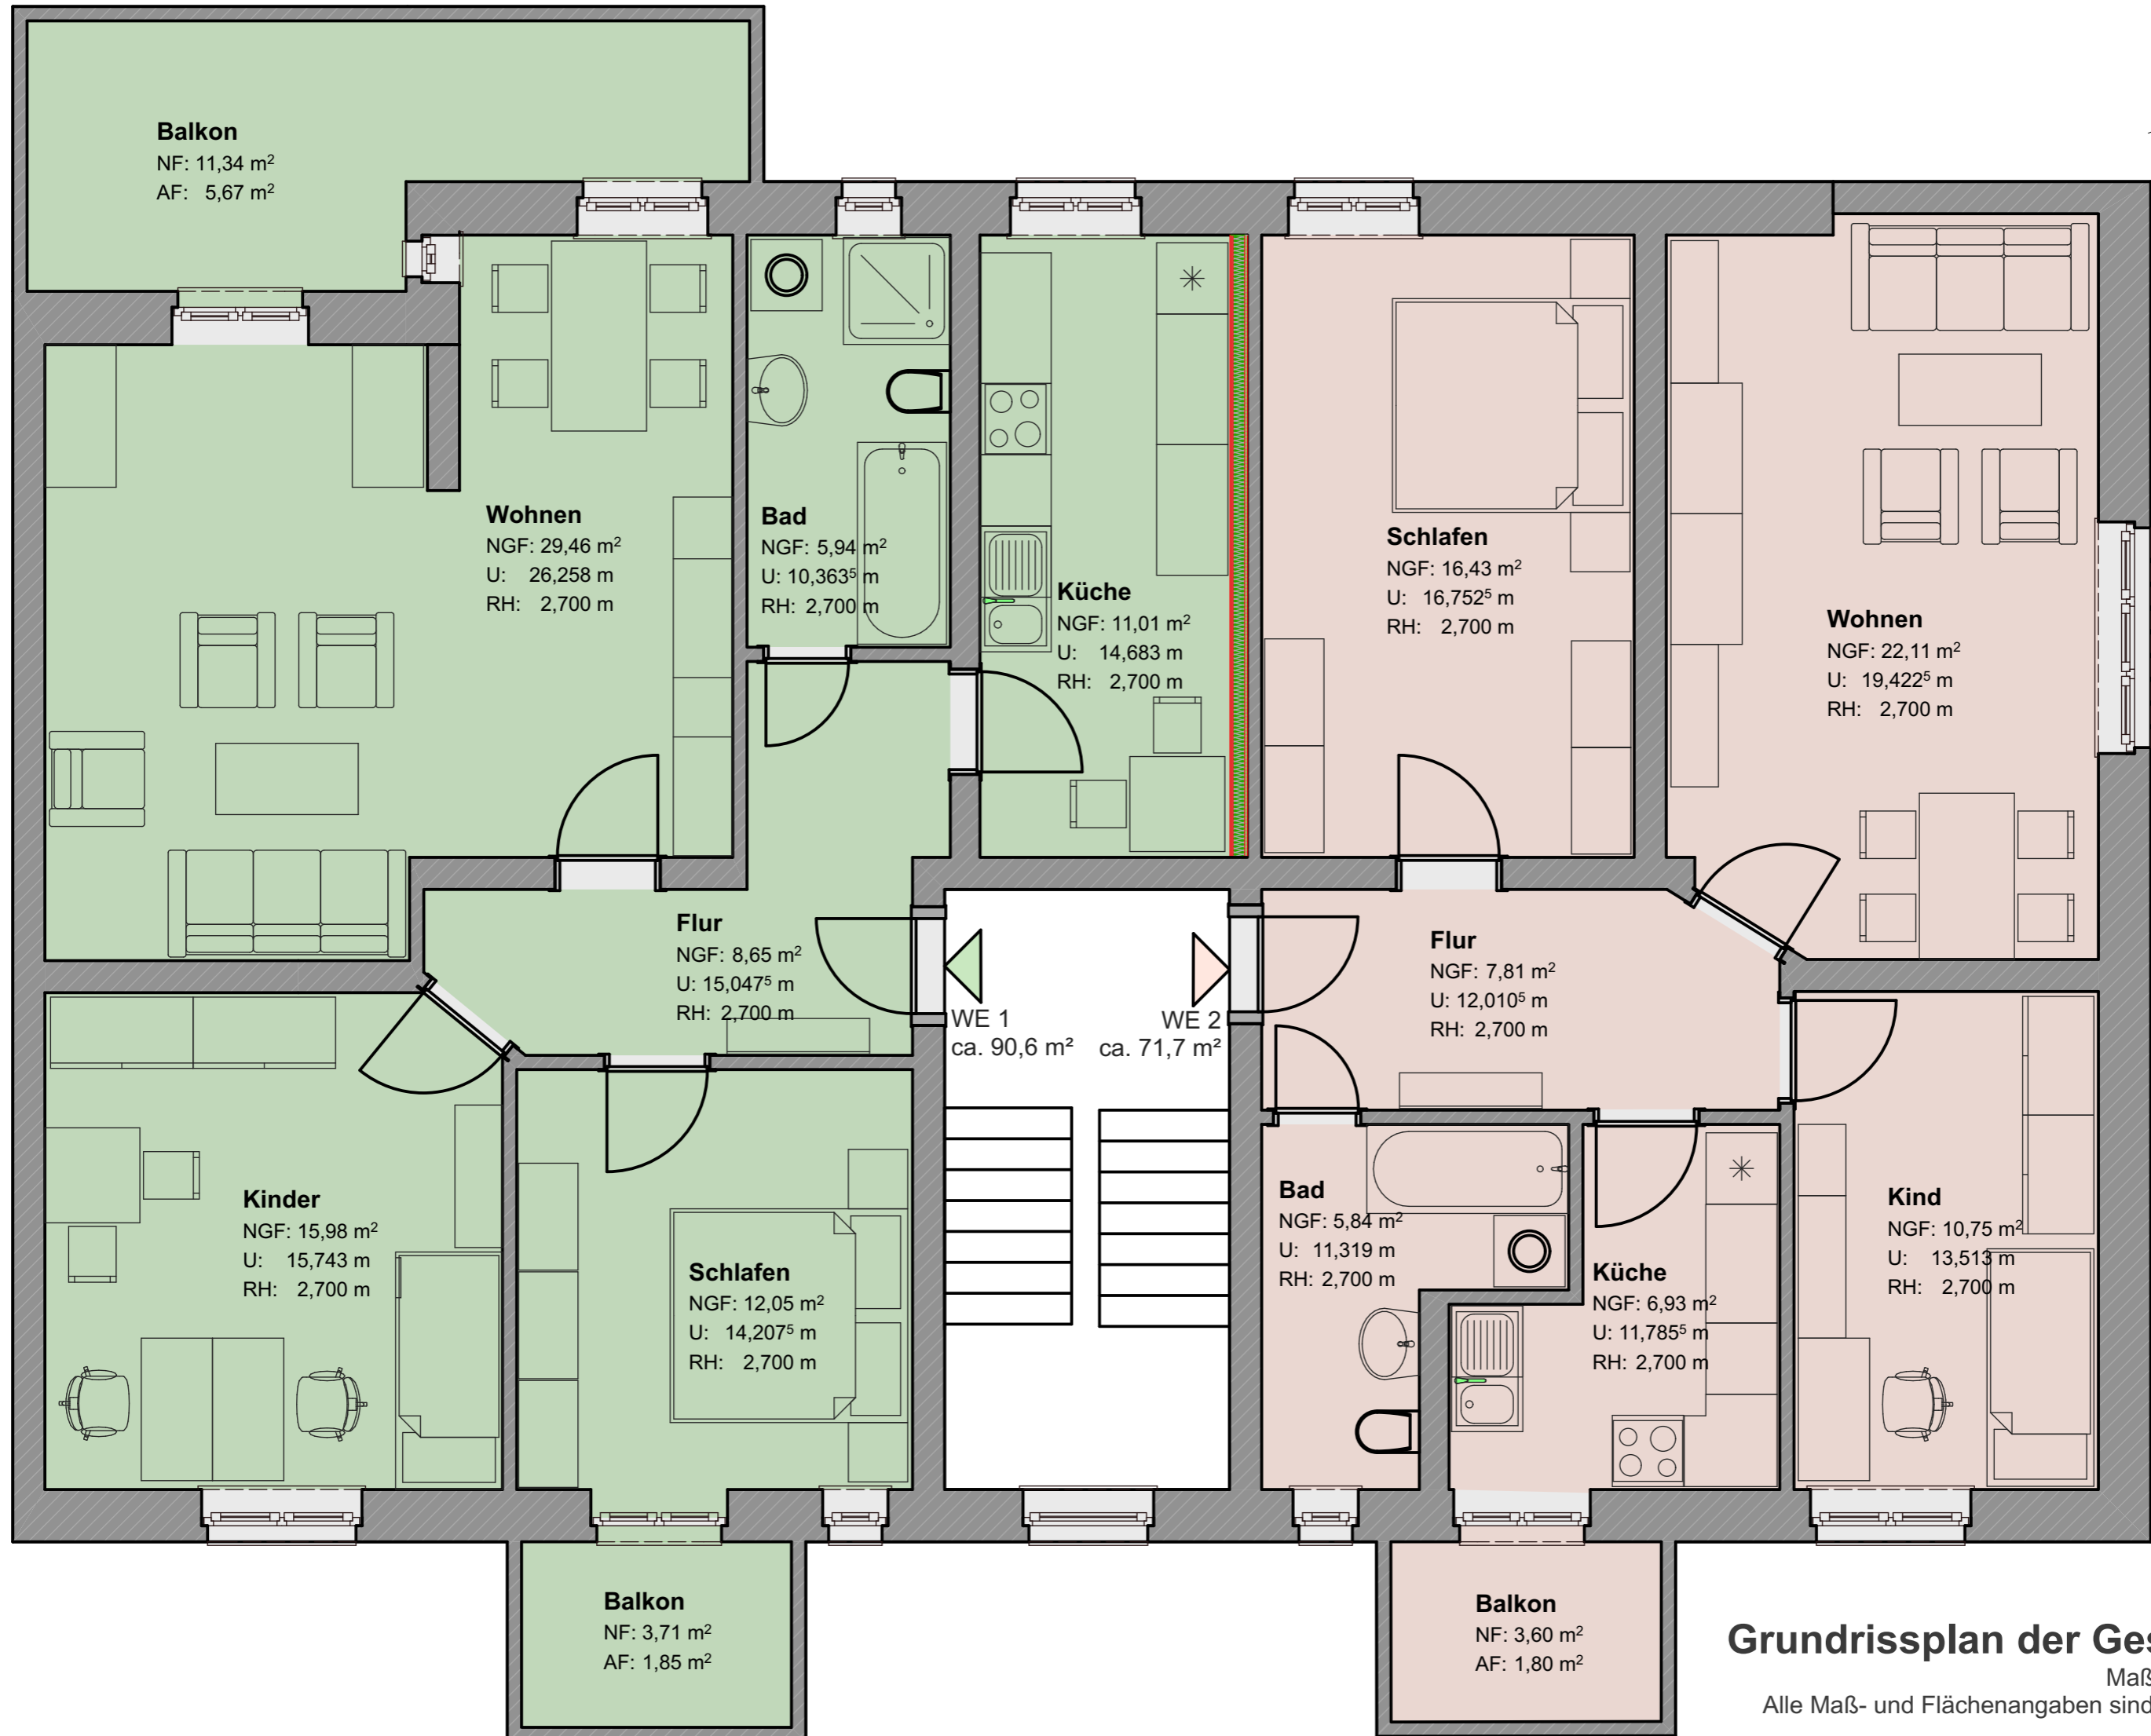 Balkon
NF: 11,34 m²
AF: 5,67 m²
Wohnen
NGF: 29,46 m²
U: 26,258 m
RH: 2,700 m
Bad
NGF: 5,94 m²
U: 10,363⁵ m
RH: 2,700 m
Küche
NGF: 11,01 m²
U: 14,683 m
RH: 2,700 m
Schlafen
NGF: 16,43 m²
U: 16,752⁵ m
RH: 2,700 m
Wohnen
NGF: 22,11 m²
U: 19,422⁵ m
RH: 2,700 m
Flur
NGF: 8,65 m²
U: 15,047⁵ m
RH: 2,700 m
WE 1
ca. 90,6 m²
WE 2
ca. 71,7 m²
Flur
NGF: 7,81 m²
U: 12,010⁵ m
RH: 2,700 m
Kinder
NGF: 15,98 m²
U: 15,743 m
RH: 2,700 m
Schlafen
NGF: 12,05 m²
U: 14,207⁵ m
RH: 2,700 m
Bad
NGF: 5,84 m²
U: 11,319 m
RH: 2,700 m
Küche
NGF: 6,93 m²
U: 11,785⁵ m
RH: 2,700 m
Kind
NGF: 10,75 m²
U: 13,513 m
RH: 2,700 m
Balkon
NF: 3,71 m²
AF: 1,85 m²
Balkon
NF: 3,60 m²
AF: 1,80 m²
Grundrissplan der Ges
Maß
Alle Maß- und Flächenangaben sind